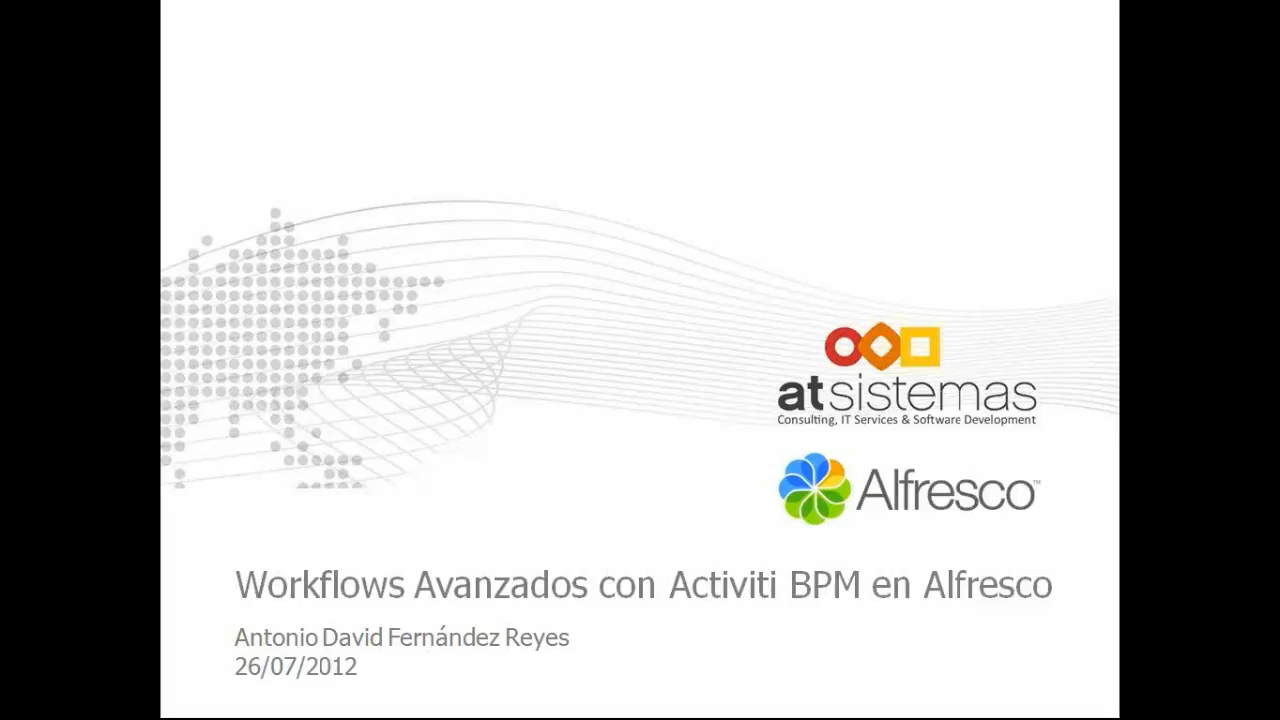 atsistemas
Consulting, IT Services & Software Development
Alfresco™
Workflows Avanzados con Activiti BPM en Alfresco
Antonio David Fernández Reyes
26/07/2012